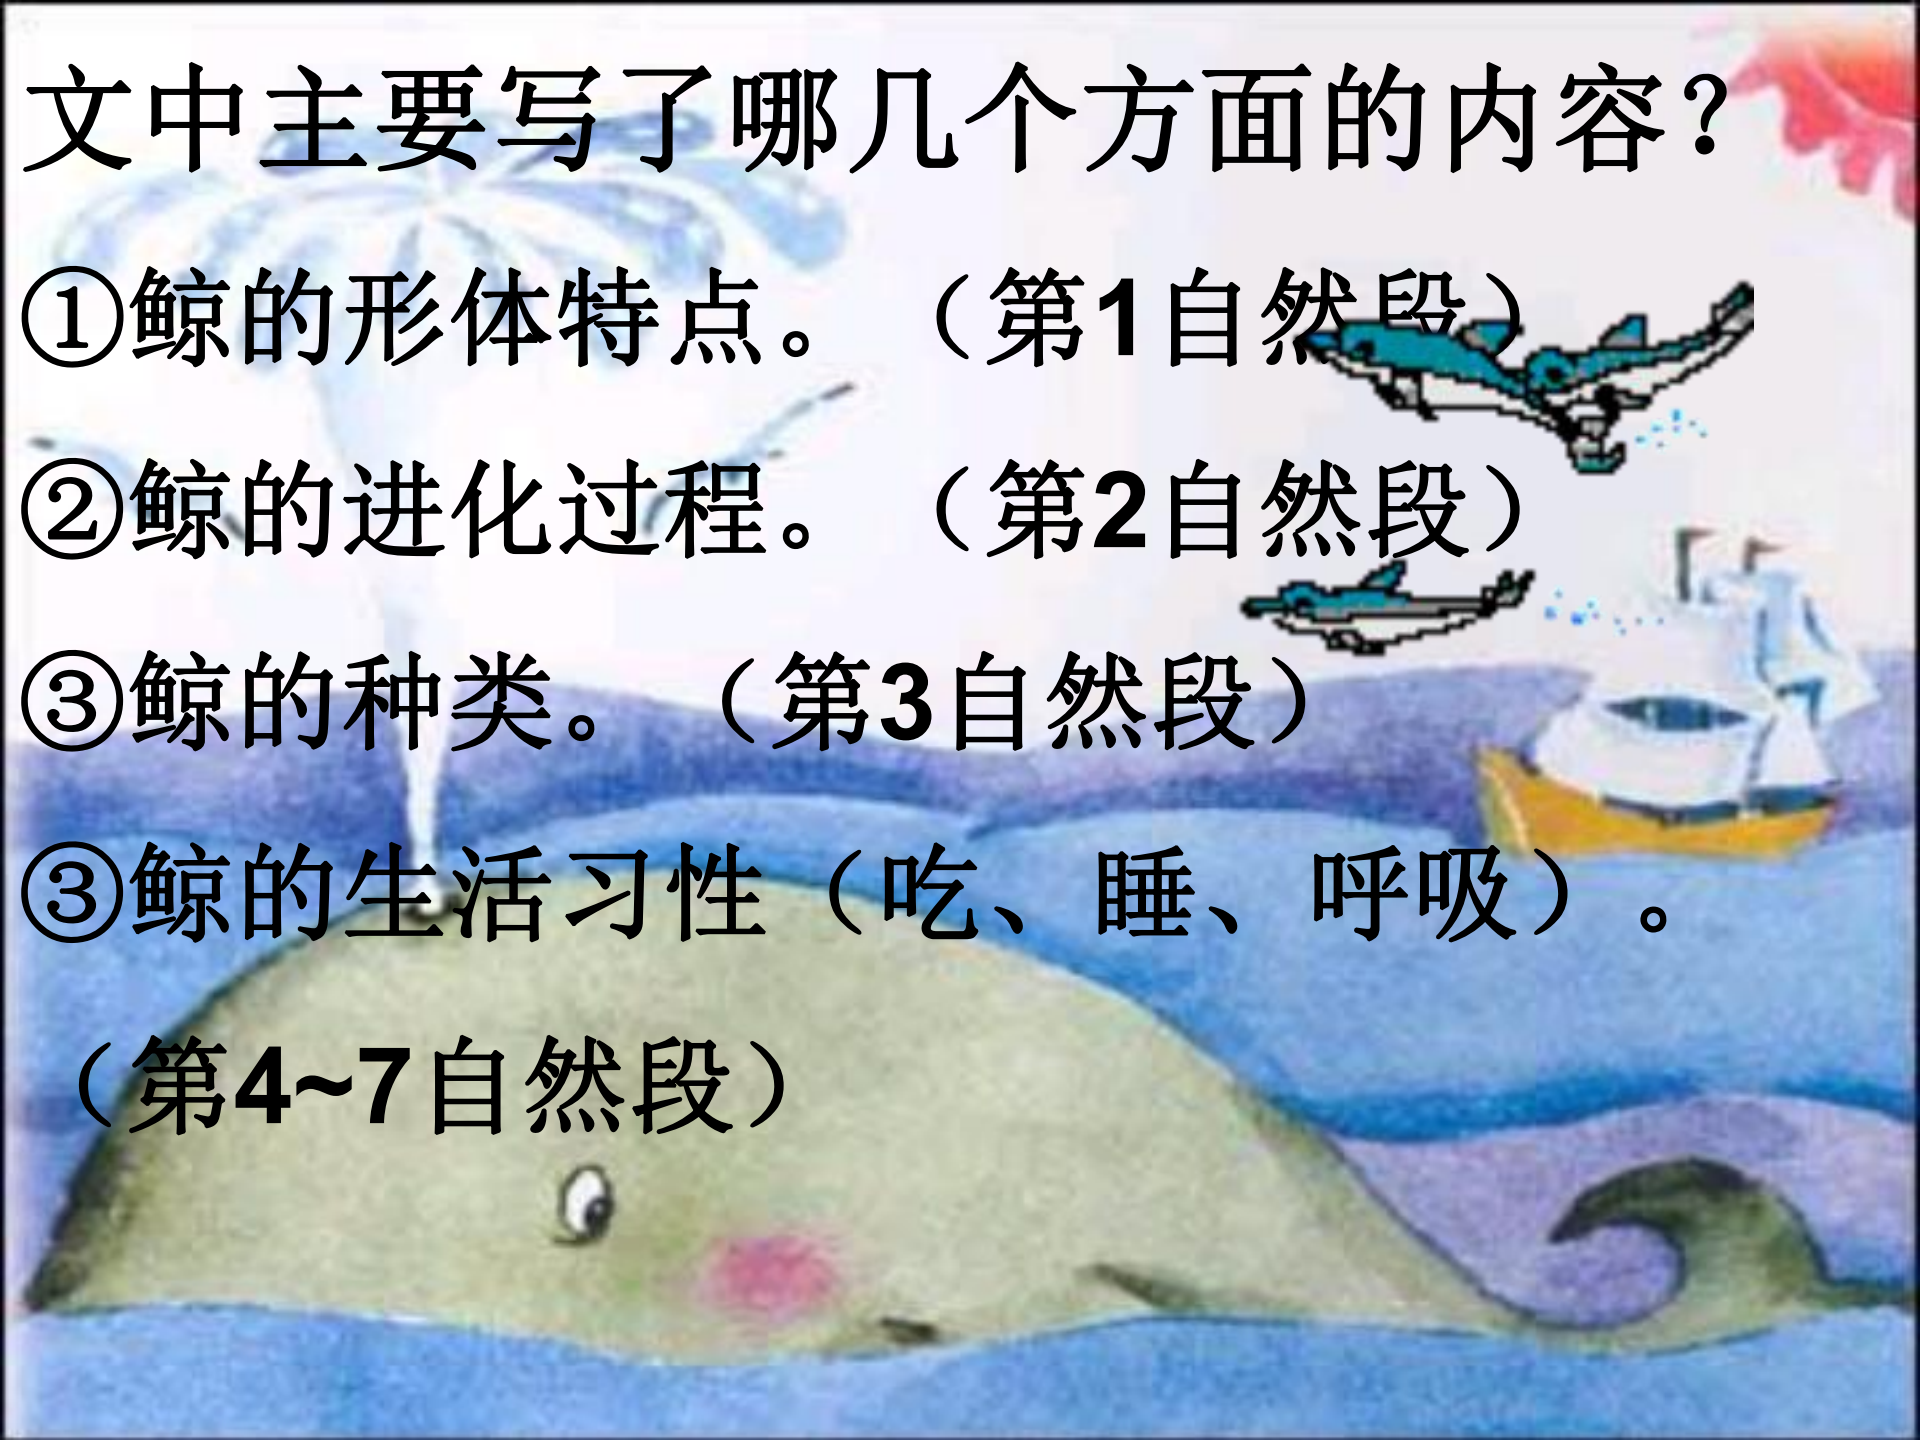 文中主要写了哪几个方面的内容？
①鲸的形体特点。（第1自然段）
②鲸的进化过程。（第2自然段）
③鲸的种类。（第3自然段）
③鲸的生活习性（吃、睡、呼吸）。
（第4~7自然段）